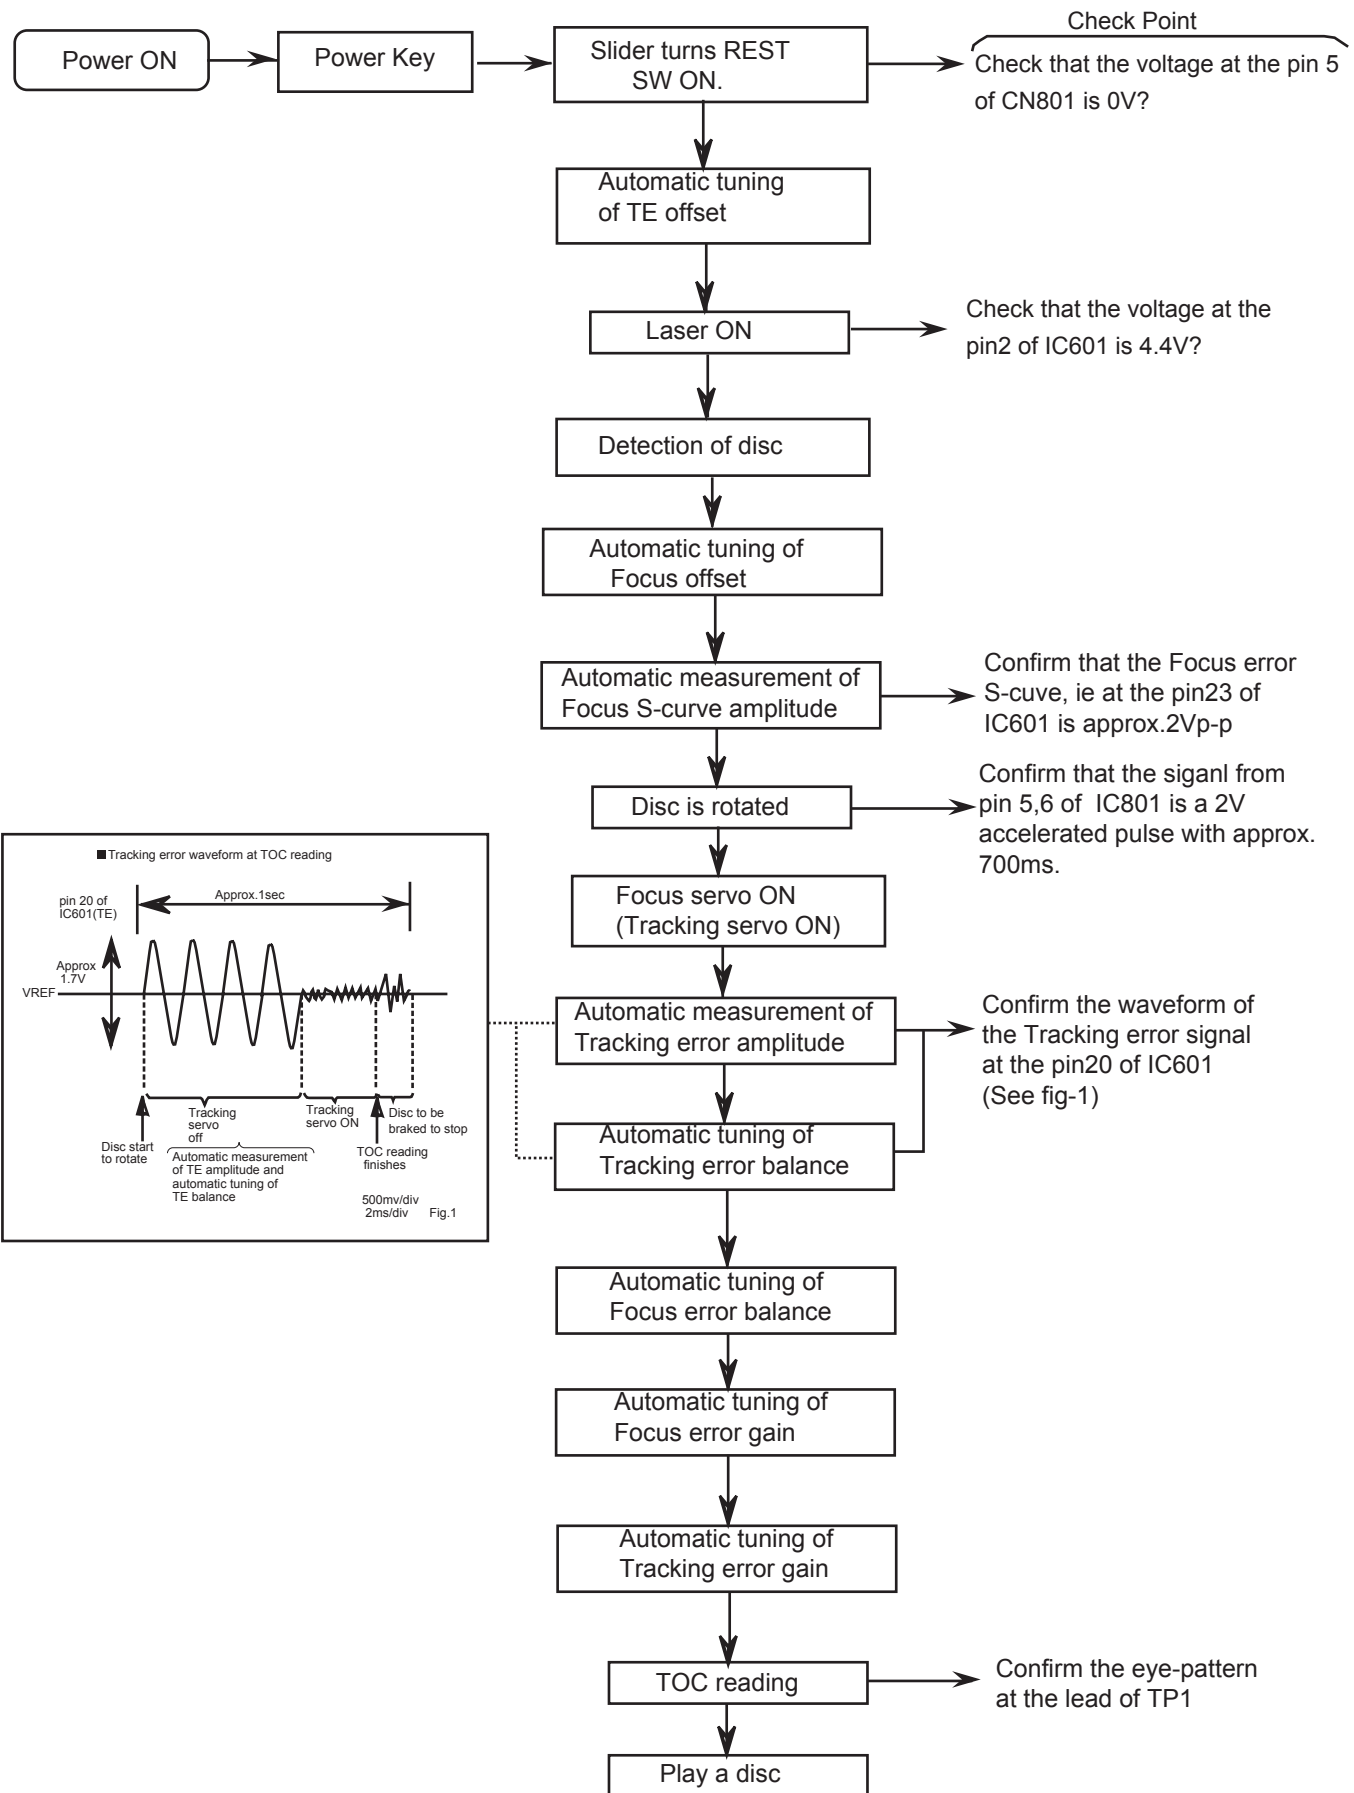 Check Point
Power ON
Power Key
Slider turns REST
SW ON.
Check that the voltage at the pin 5
of CN801 is 0V?
Automatic tuning
of TE offset
Laser ON
Check that the voltage at the
pin2 of IC601 is 4.4V?
Detection of disc
Automatic tuning of
Focus offset
Automatic measurement of
Focus S-curve amplitude
Confirm that the Focus error
S-cuve, ie at the pin23 of
IC601 is approx.2Vp-p
Disc is rotated
Confirm that the siganl from
pin 5,6 of IC801 is a 2V
accelerated pulse with approx.
700ms.
Focus servo ON
(Tracking servo ON)
■Tracking error waveform at TOC reading
pin 20 of
IC601(TE)
Approx.1sec
Approx
1.7V
VREF
Disc start
to rotate
Tracking
servo
off
Automatic measurement
of TE amplitude and
automatic tuning of
TE balance
Tracking
servo ON
Disc to be
braked to stop
TOC reading
finishes
500mv/div
2ms/div
Fig.1
Automatic measurement of
Tracking error amplitude
Confirm the waveform of
the Tracking error signal
at the pin20 of IC601
(See fig-1)
Automatic tuning of
Tracking error balance
Automatic tuning of
Focus error balance
Automatic tuning of
Focus error gain
Automatic tuning of
Tracking error gain
TOC reading
Confirm the eye-pattern
at the lead of TP1
Play a disc